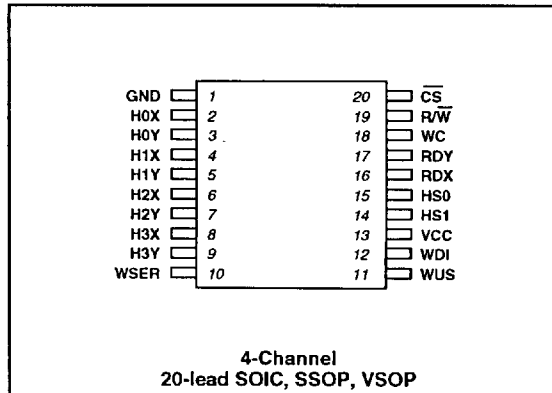 GND 1 20 C̅S̅
H0X 2 19 R/W̅
H0Y 3 18 WC
H1X 4 17 RDY
H1Y 5 16 RDX
H2X 6 15 HS0
H2Y 7 14 HS1
H3X 8 13 VCC
H3Y 9 12 WDI
WSER 10 11 WUS
4-Channel
20-lead SOIC, SSOP, VSOP